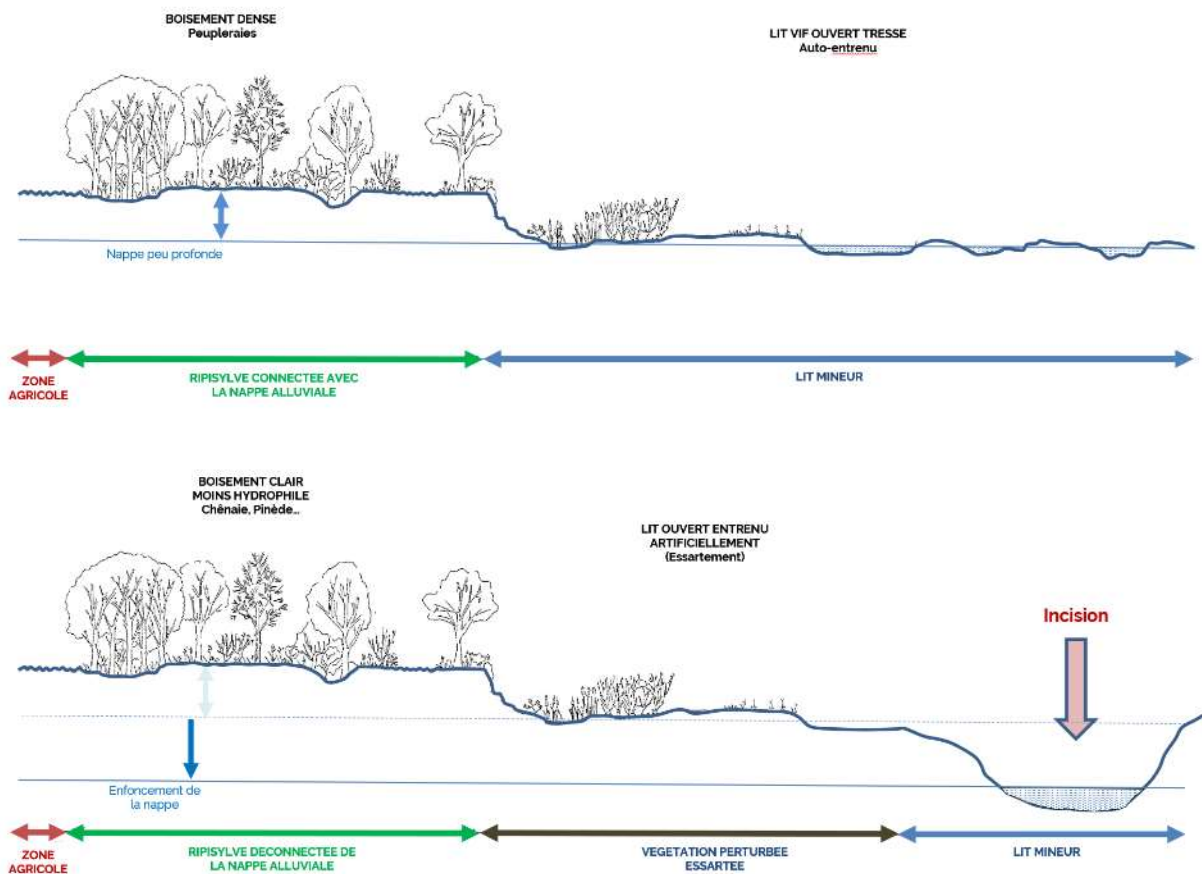 BOISEMENT DENSE
Peupleraies
LIT VIF OUVERT TRESSE
Auto-entrenu
Nappe peu profonde
ZONE
AGRICOLE
RIPISYLVE CONNECTEE AVEC
LA NAPPE ALLUVIALE
LIT MINEUR
BOISEMENT CLAIR
MOINS HYDROPHILE
Chênaie, Pinède...
LIT OUVERT ENTRENU
ARTIFICIELLEMENT
(Essartement)
Incision
Enfoncement de
la nappe
ZONE
AGRICOLE
RIPISYLVE DECONNECTEE DE
LA NAPPE ALLUVIALE
VEGETATION PERTURBEE
ESSARTEE
LIT MINEUR